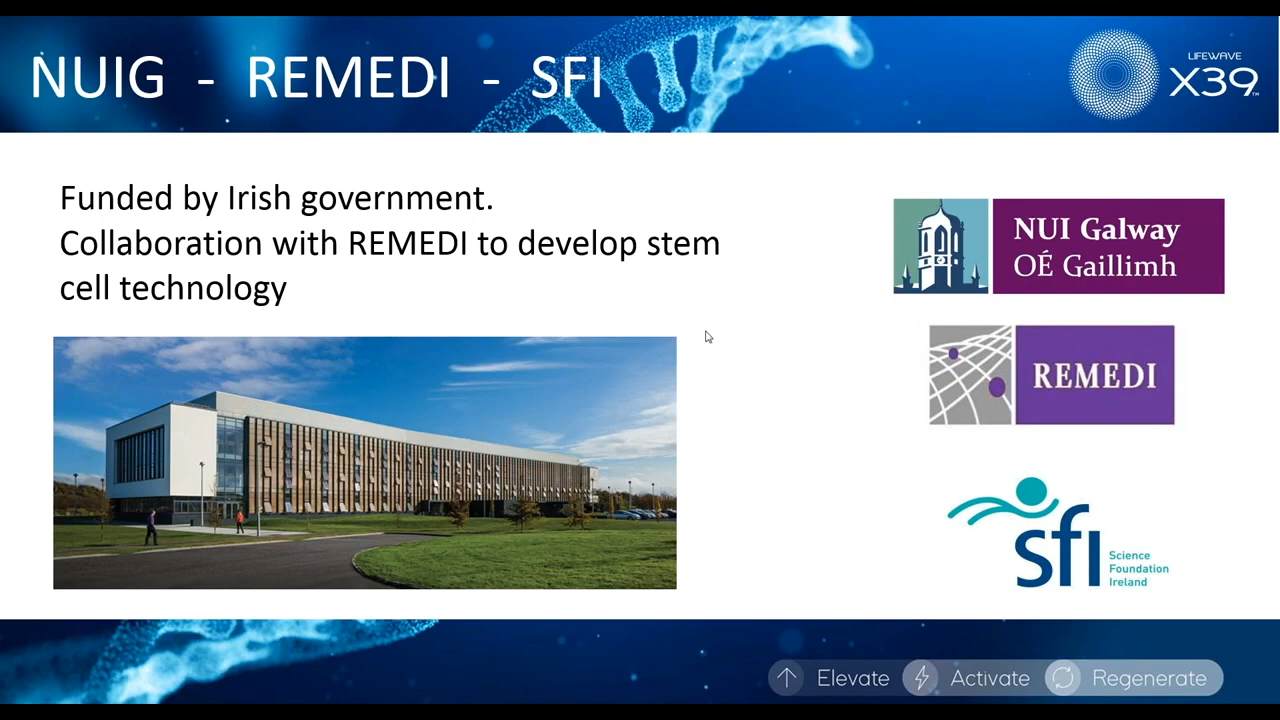 NUIG - REMEDI - SFI
LIFEWAVE
X39™
Funded by Irish government.
Collaboration with REMEDI to develop stem
cell technology
NUI Galway
OÉ Gaillimh
REMEDI
sfi
Science
Foundation
Ireland
Elevate
Activate
Regenerate